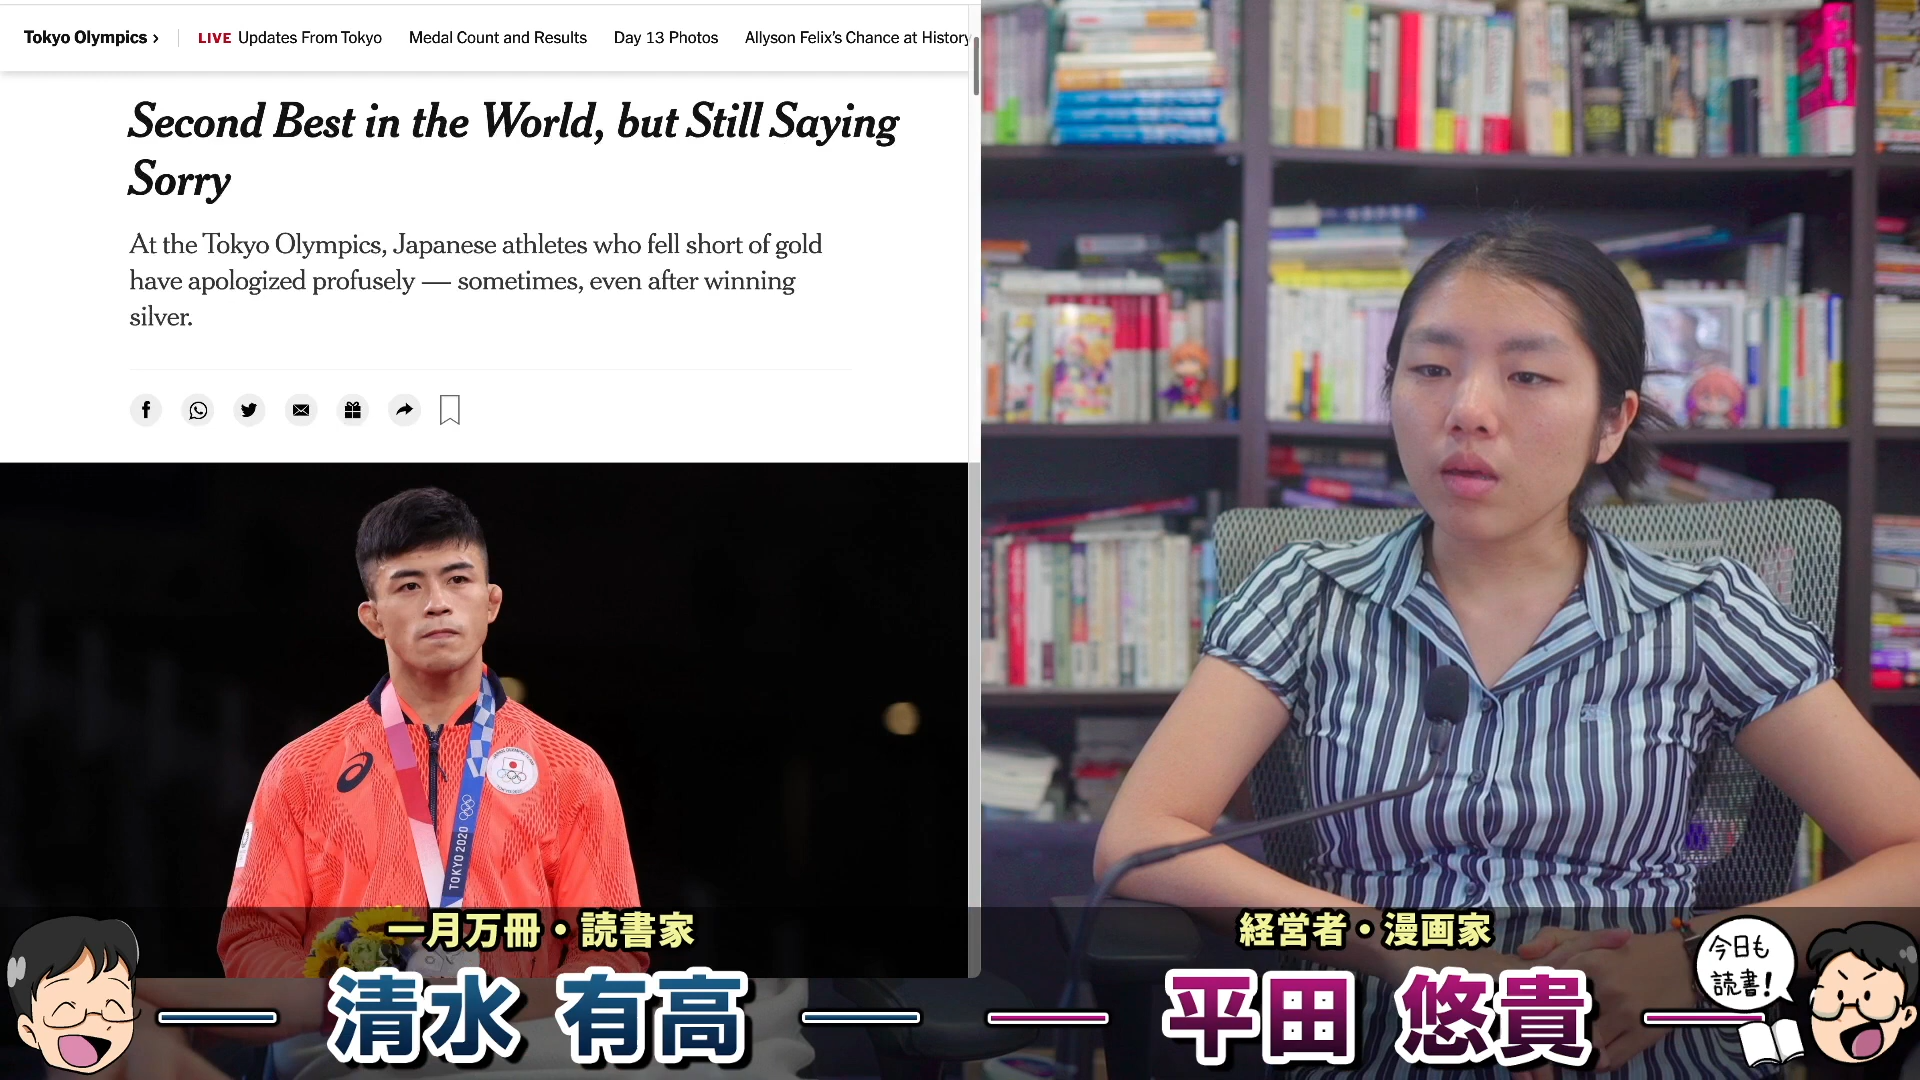 Tokyo Olympics ›
LIVE Updates From Tokyo
Medal Count and Results
Day 13 Photos
Allyson Felix's Chance at History
Second Best in the World, but Still Saying
Sorry
At the Tokyo Olympics, Japanese athletes who fell short of gold
have apologized profusely — sometimes, even after winning
silver.
TOKYO 2020
一月万冊・読書家
清水 有高
経営者・漫画家
平田 悠貴
今日も
読書!